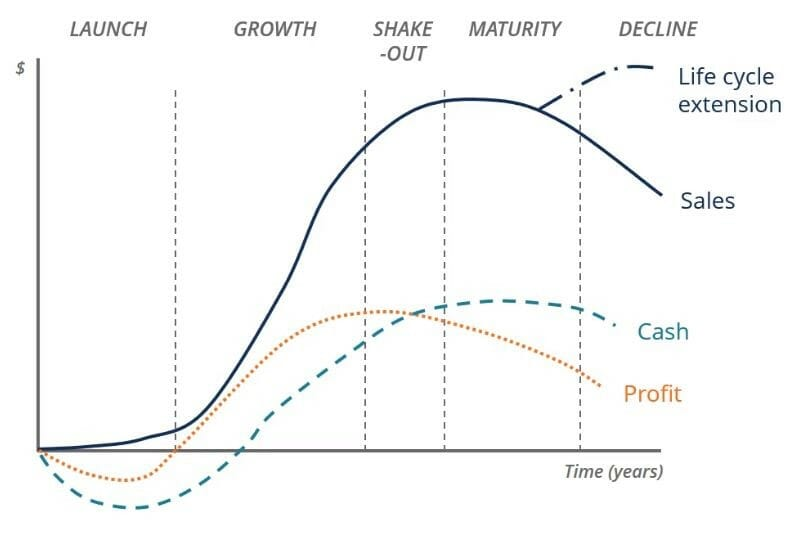 LAUNCH
GROWTH
SHAKE
-OUT
MATURITY
DECLINE
$
Life cycle
extension
Sales
Cash
Profit
Time (years)